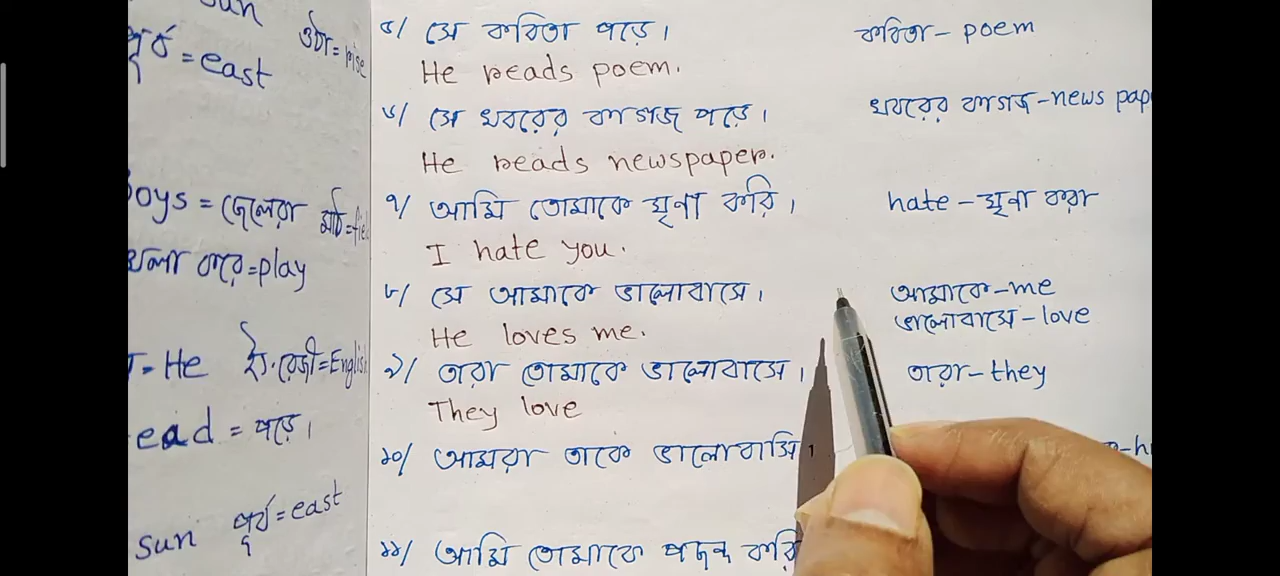 sun
ওঠা=rise
পূর্ব = east
boys = ছেলেরা মাঠ=field
খেলা করে=play
He ইংরেজী=English
ead = পড়ে।
sun পূর্ব=east
৫/ সে কবিতা পড়ে। কবিতা – poem
He reads poem.
৬/ সে খবরের কাগজ পড়ে। খবরের কাগজ–news pap
He reads newspaper.
৭/ আমি তোমাকে ঘৃনা করি। hate – ঘৃনা করা
I hate you.
৮/ সে আমাকে ভালোবাসে। আমাকে–me
ভালোবাসে–love
He loves me.
৯/ তারা তোমাকে ভালোবাসে। তারা–they
They love
১০/ আমরা তাকে ভালোবাসি।
১১/ আমি তোমাকে পছন্দ করি